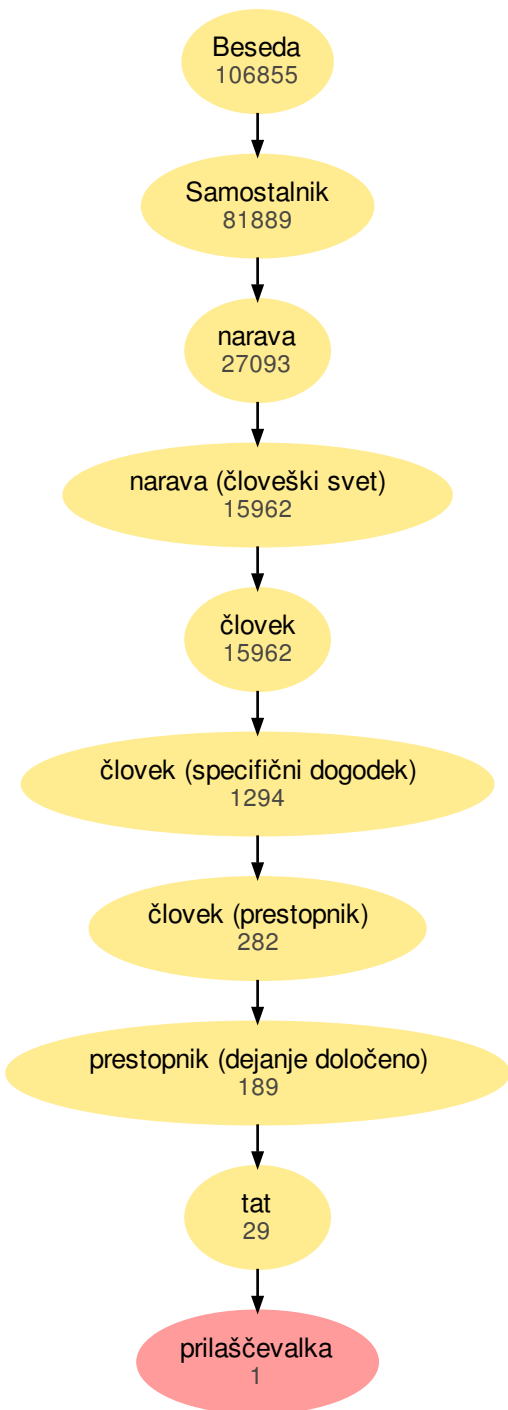 Beseda
106855
Samostalnik
81889
narava
27093
narava (človeški svet)
15962
človek
15962
človek (specifični dogodek)
1294
človek (prestopnik)
282
prestopnik (dejanje določeno)
189
tat
29
prilaščevalka
1